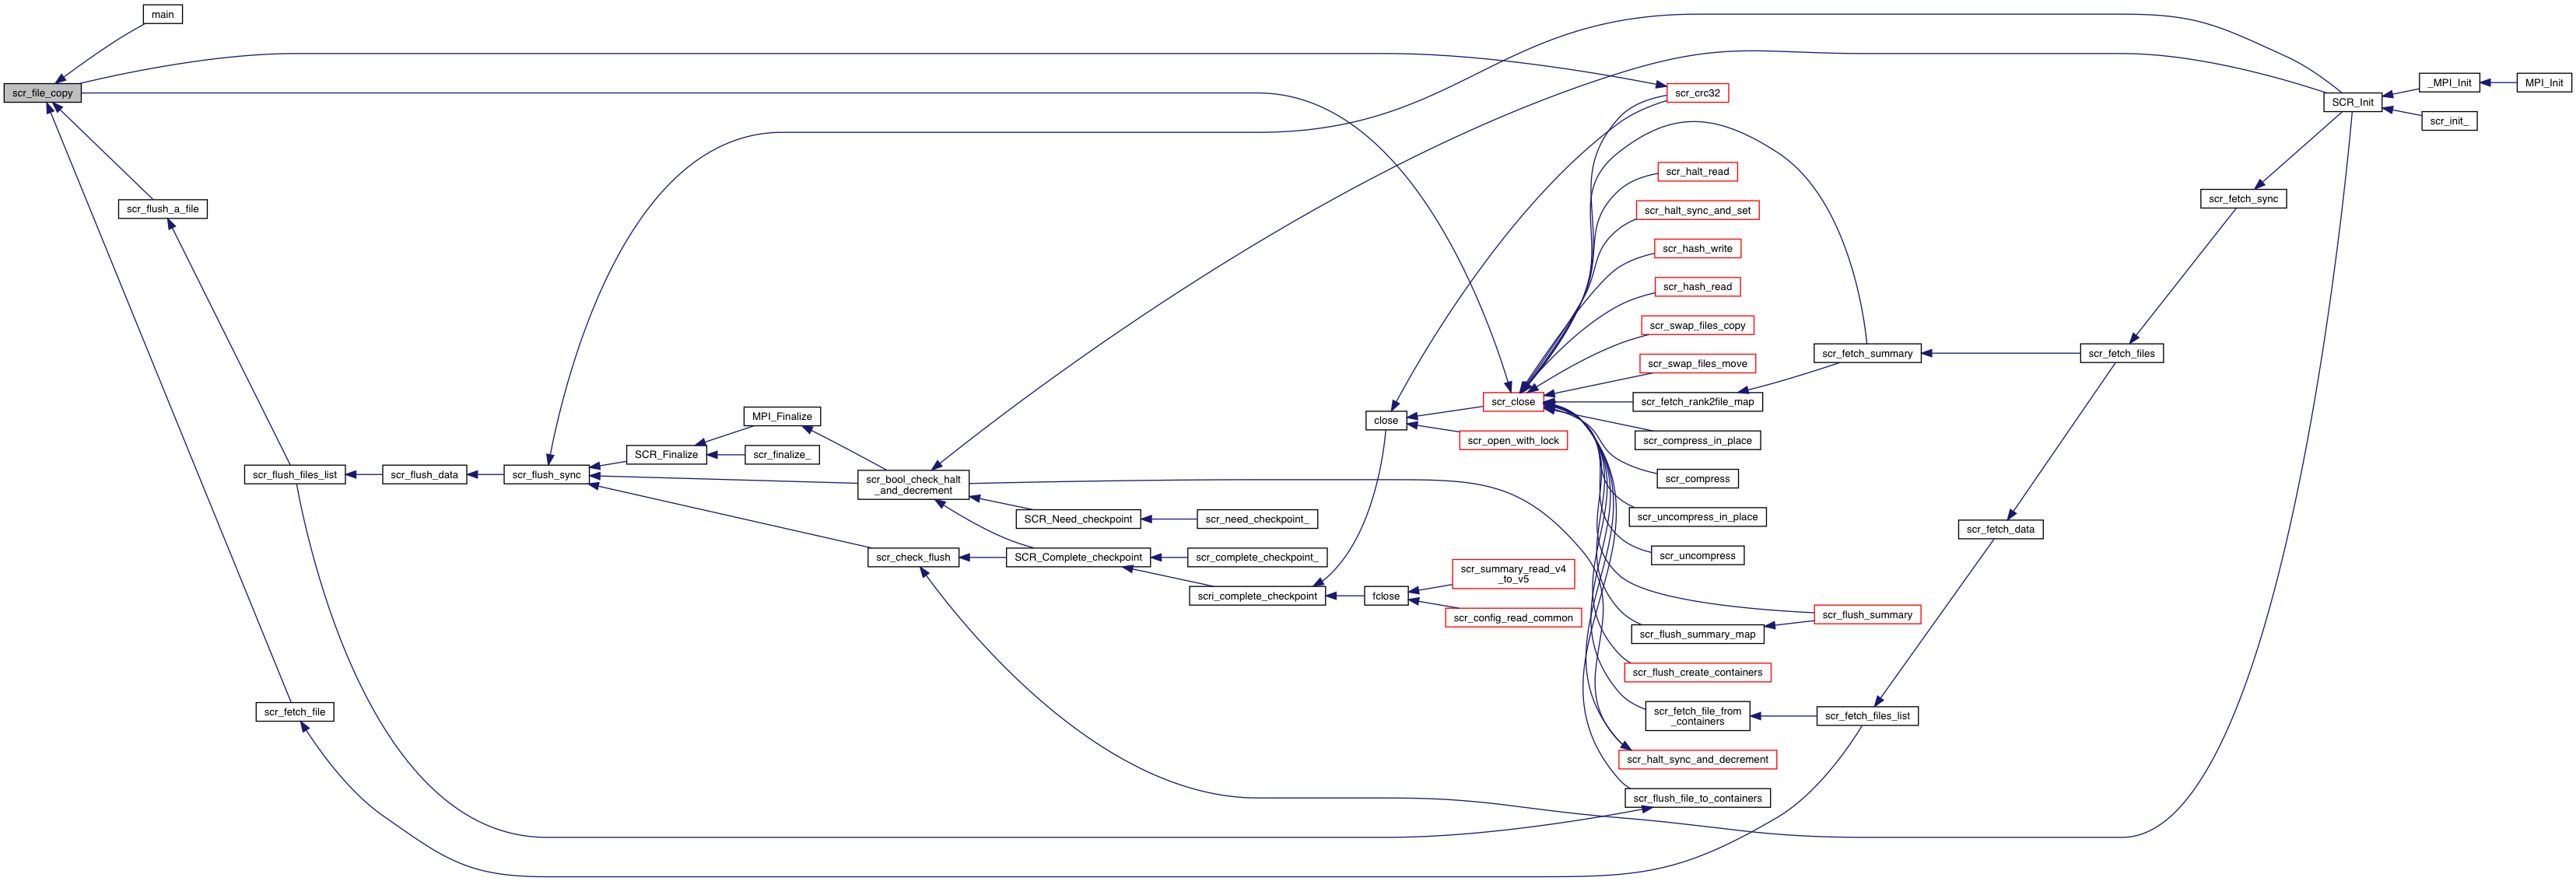 main
scr_file_copy
scr_flush_a_file
scr_fetch_file
scr_flush_files_list
scr_flush_data
scr_flush_sync
SCR_Finalize
MPI_Finalize
scr_finalize_
scr_bool_check_halt
_and_decrement
scr_check_flush
SCR_Need_checkpoint
scr_need_checkpoint_
SCR_Complete_checkpoint
scr_complete_checkpoint_
scri_complete_checkpoint
close
fclose
scr_summary_read_v4
_to_v5
scr_config_read_common
scr_close
scr_open_with_lock
scr_crc32
scr_halt_read
scr_halt_sync_and_set
scr_hash_write
scr_hash_read
scr_swap_files_copy
scr_swap_files_move
scr_fetch_rank2file_map
scr_compress_in_place
scr_compress
scr_uncompress_in_place
scr_uncompress
scr_flush_summary_map
scr_flush_create_containers
scr_fetch_file_from
_containers
scr_halt_sync_and_decrement
scr_flush_file_to_containers
scr_fetch_summary
scr_flush_summary
scr_fetch_files_list
scr_fetch_data
scr_fetch_files
scr_fetch_sync
SCR_Init
_MPI_Init
scr_init_
MPI_Init